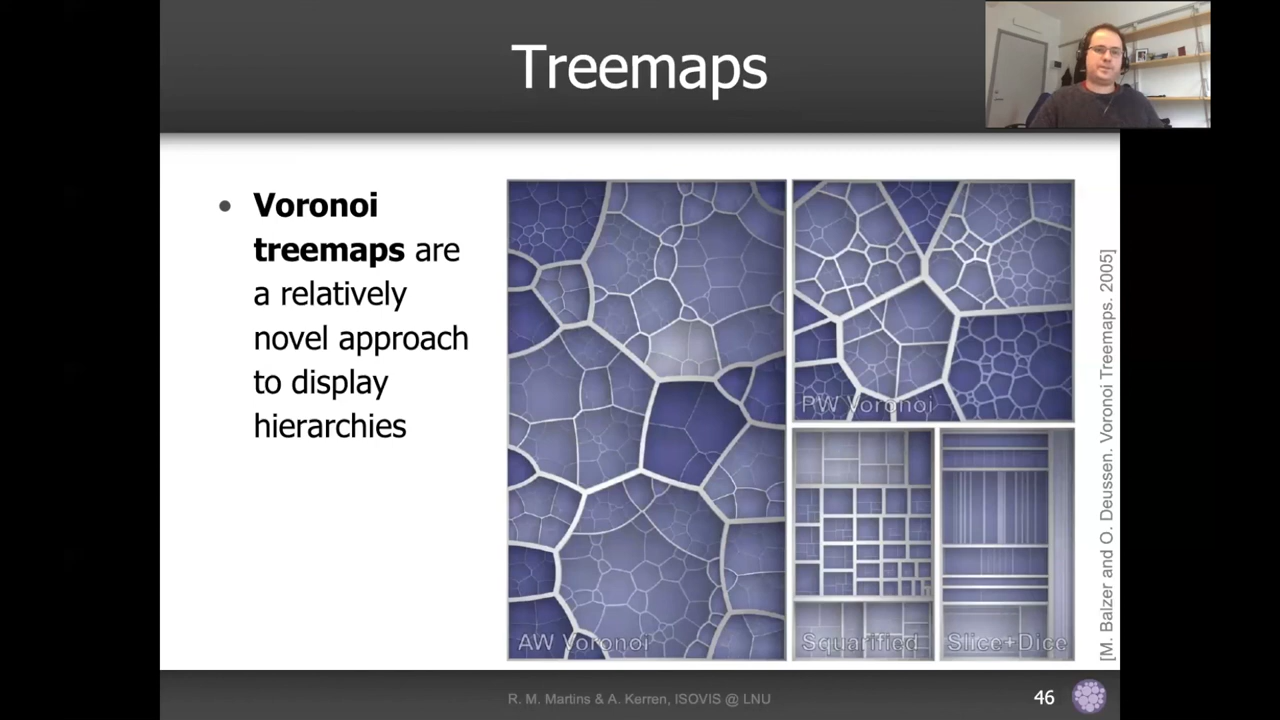 Treemaps
• Voronoi
treemaps are
a relatively
novel approach
to display
hierarchies
PW Voronoi
AW Voronoi
Squarified
Slice+Dice
[M. Balzer and O. Deussen. Voronoi Treemaps. 2005]
R. M. Martins & A. Kerren, ISOVIS @ LNU
46